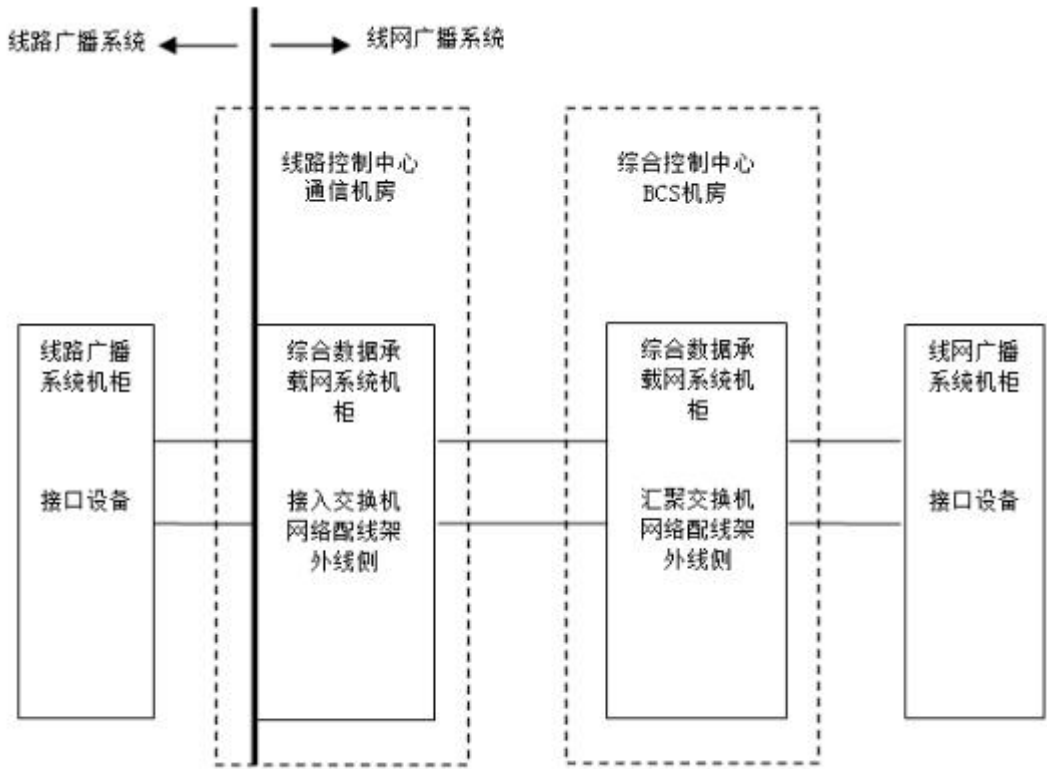 线路广播系统
线网广播系统
线路控制中心
通信机房
综合控制中心
BCS机房
线路广播
系统机柜
接口设备
综合数据承
载网系统机
柜
接入交换机
网络配线架
外线侧
综合数据承
载网系统机
柜
汇聚交换机
网络配线架
外线侧
线网广播
系统机柜
接口设备